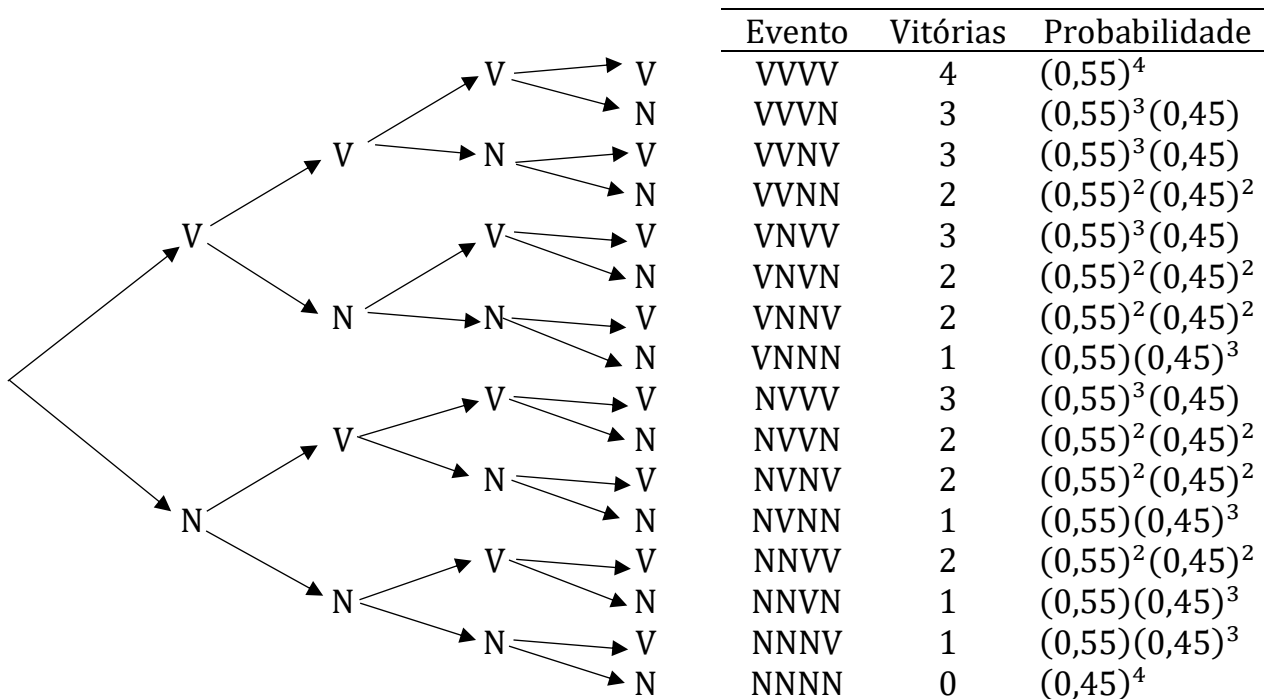 Evento Vitórias Probabilidade
V V VVVV 4 (0,55)⁴
N VVVN 3 (0,55)³(0,45)
V N V VVNV 3 (0,55)³(0,45)
N VVNN 2 (0,55)²(0,45)²
V V V VNVV 3 (0,55)³(0,45)
N VNVN 2 (0,55)²(0,45)²
N N V VNNV 2 (0,55)²(0,45)²
N VNNN 1 (0,55)(0,45)³
V V NVVV 3 (0,55)³(0,45)
V N NVVN 2 (0,55)²(0,45)²
N V NVNV 2 (0,55)²(0,45)²
N N NVNN 1 (0,55)(0,45)³
V V NNVV 2 (0,55)²(0,45)²
N N NNVN 1 (0,55)(0,45)³
N V NNNV 1 (0,55)(0,45)³
N NNNN 0 (0,45)⁴